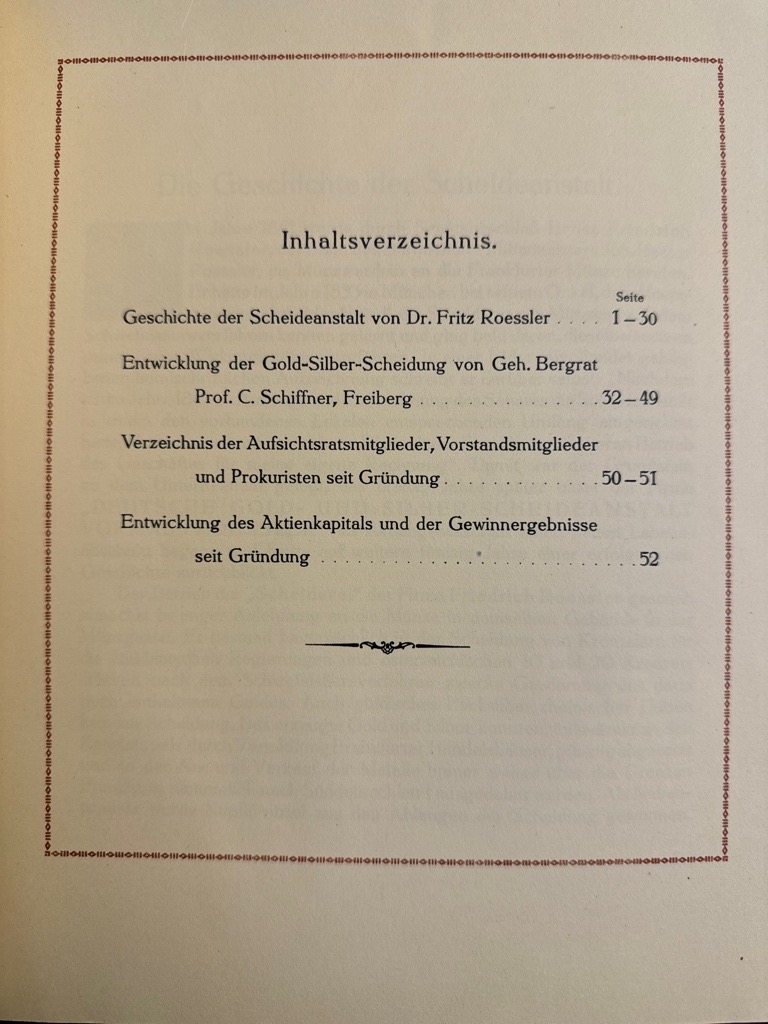 Inhaltsverzeichnis.
Seite
Geschichte der Scheideanstalt von Dr. Fritz Roessler . . . . 1–30
Entwicklung der Gold-Silber-Scheidung von Geh. Bergrat
Prof. C. Schiffner, Freiberg . . . . . . . . . . . . . . . 32–49
Verzeichnis der Aufsichtsratsmitglieder, Vorstandsmitglieder
und Prokuristen seit Gründung . . . . . . . . . . . . . 50–51
Entwicklung des Aktienkapitals und der Gewinnergebnisse
seit Gründung . . . . . . . . . . . . . . . . . . . . . . . . . . 52